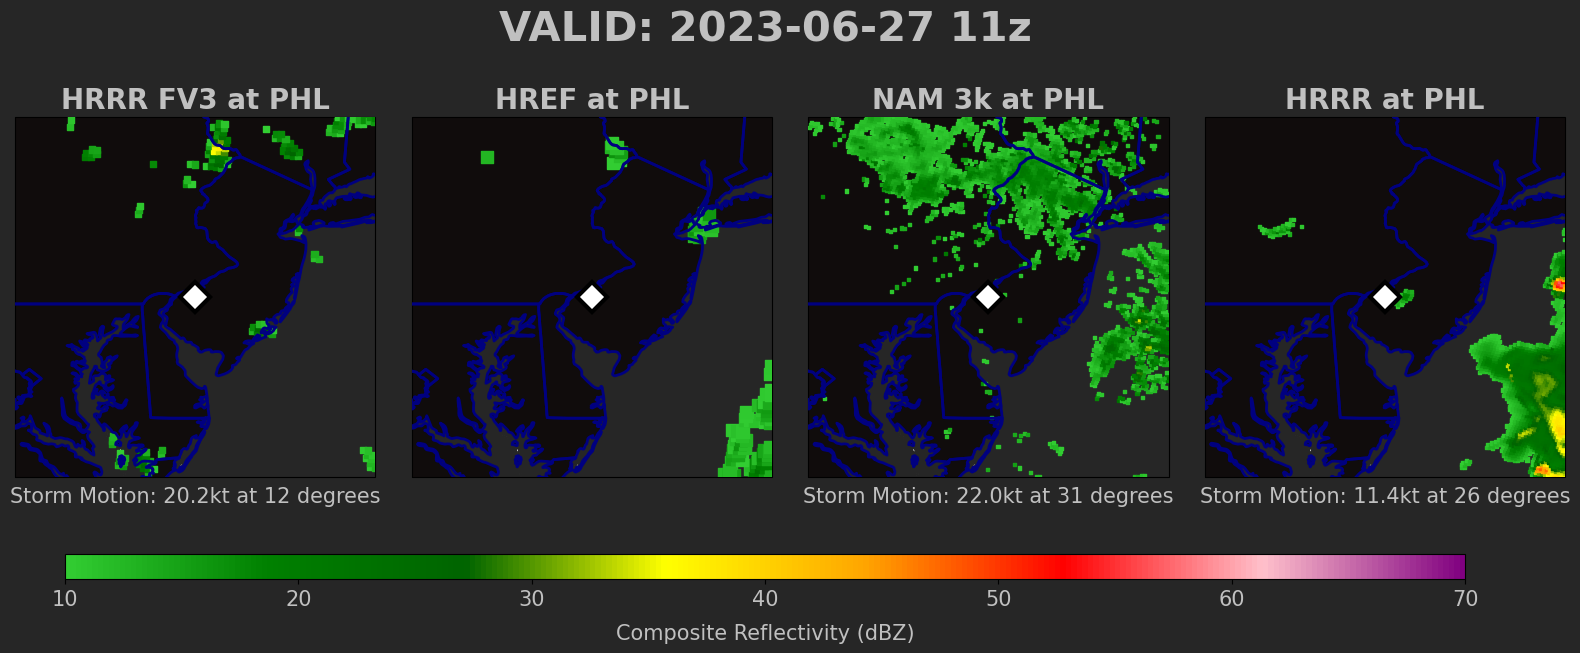 VALID: 2023-06-27 11z
HRRR FV3 at PHL
HREF at PHL
NAM 3k at PHL
HRRR at PHL
Storm Motion: 20.2kt at 12 degrees
Storm Motion: 22.0kt at 31 degrees
Storm Motion: 11.4kt at 26 degrees
10 20 30 40 50 60 70
Composite Reflectivity (dBZ)